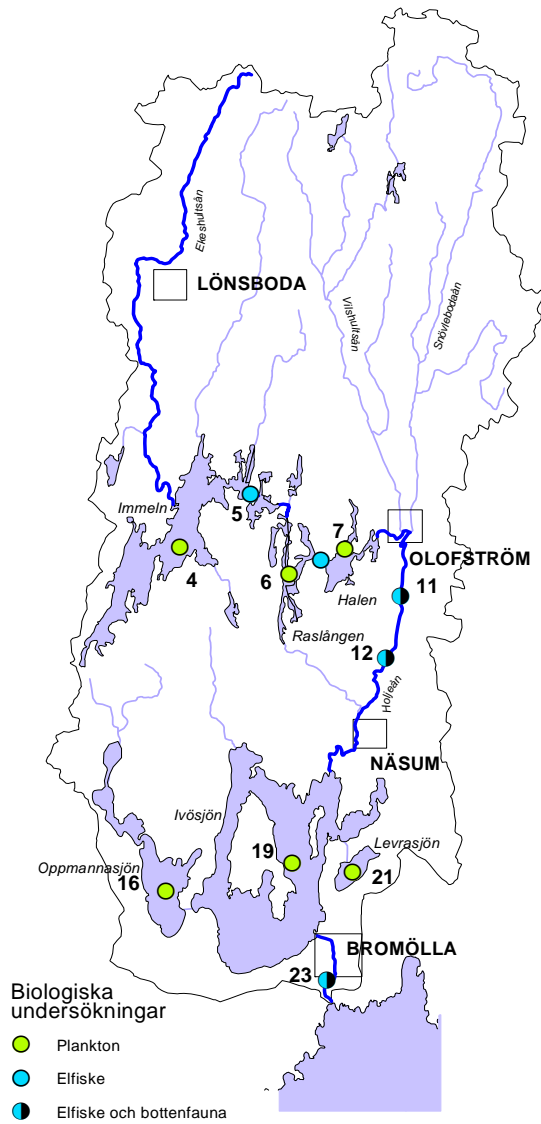 Ekeshultsån
LÖNSBODA
Vilshultsån
Snövlebodaån
Immeln
5
7
4
6
OLOFSTRÖM
11
Halen
Raslången
12
Holjeån
NÄSUM
Ivösjön
19
Levrasjön
Oppmannasjön
16
21
BROMÖLLA
23
Biologiska
undersökningar
Plankton
Elfiske
Elfiske och bottenfauna